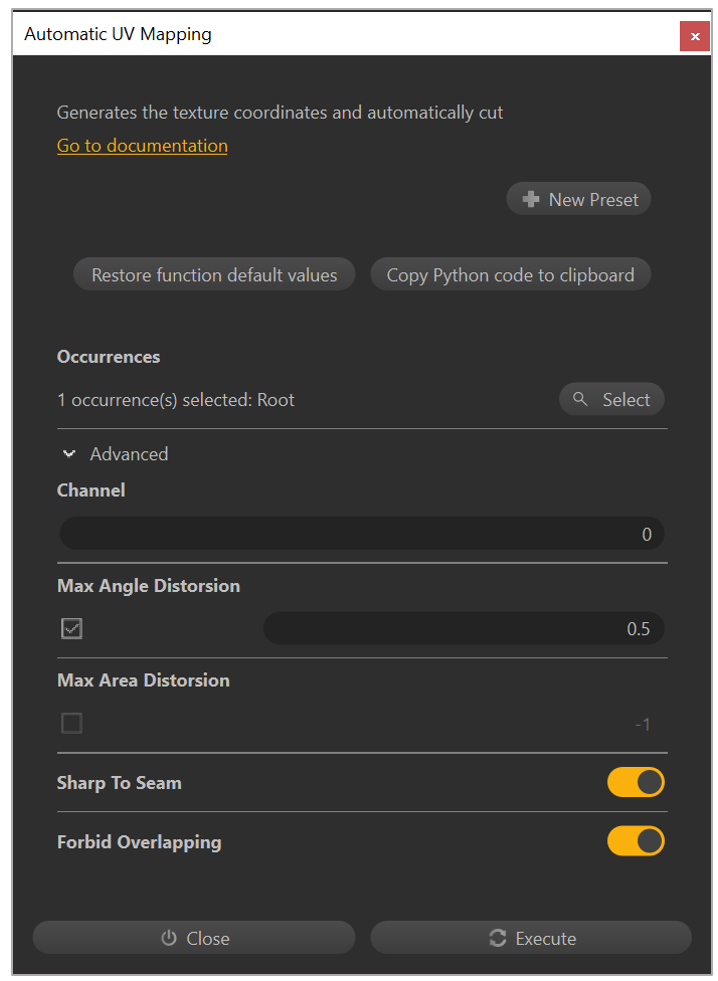 Automatic UV Mapping
Generates the texture coordinates and automatically cut
Go to documentation
New Preset
Restore function default values
Copy Python code to clipboard
Occurrences
1 occurrence(s) selected: Root
Select
Advanced
Channel
0
Max Angle Distorsion
0.5
Max Area Distorsion
-1
Sharp To Seam
Forbid Overlapping
Close
Execute